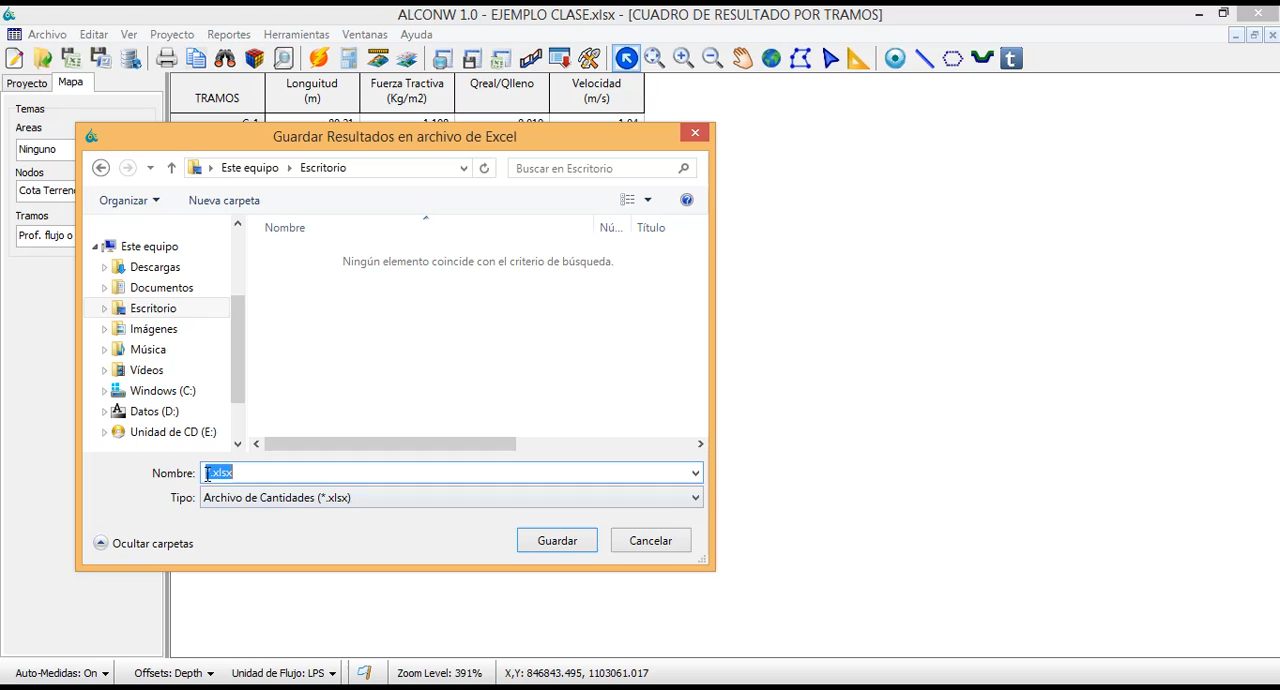 ALCONW 1.0 - EJEMPLO CLASE.xlsx - [CUADRO DE RESULTADO POR TRAMOS]
Archivo Editar Ver Proyecto Reportes Herramientas Ventanas Ayuda
Proyecto Mapa
Temas
Areas
Ninguno
Nodos
Cota Terren
Tramos
Prof. flujo o
TRAMOS Longuitud (m) Fuerza Tractiva (Kg/m2) Qreal/Qlleno Velocidad (m/s)
Guardar Resultados en archivo de Excel
Este equipo Escritorio Buscar en Escritorio
Organizar Nueva carpeta
Nombre Nú... Título
Ningún elemento coincide con el criterio de búsqueda.
Este equipo
Descargas
Documentos
Escritorio
Imágenes
Música
Vídeos
Windows (C:)
Datos (D:)
Unidad de CD (E:)
Nombre: .xlsx
Tipo: Archivo de Cantidades (*.xlsx)
Ocultar carpetas Guardar Cancelar
Auto-Medidas: On Offsets: Depth Unidad de Flujo: LPS Zoom Level: 391% X,Y: 846843.495, 1103061.017